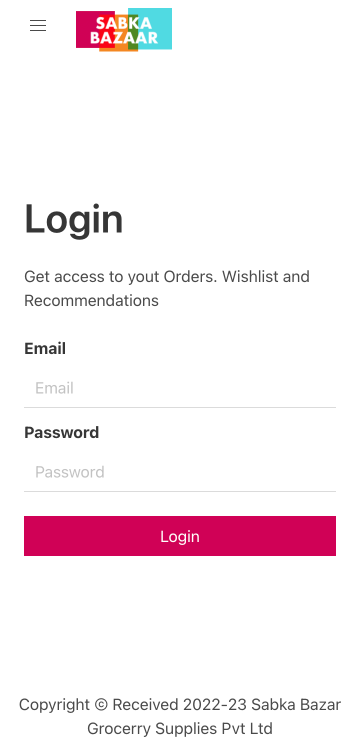 SABKA
BAZAAR
Login
Get access to yout Orders. Wishlist and
Recommendations
Email
Email
Password
Password
Login
Copyright © Received 2022-23 Sabka Bazar
Grocerry Supplies Pvt Ltd